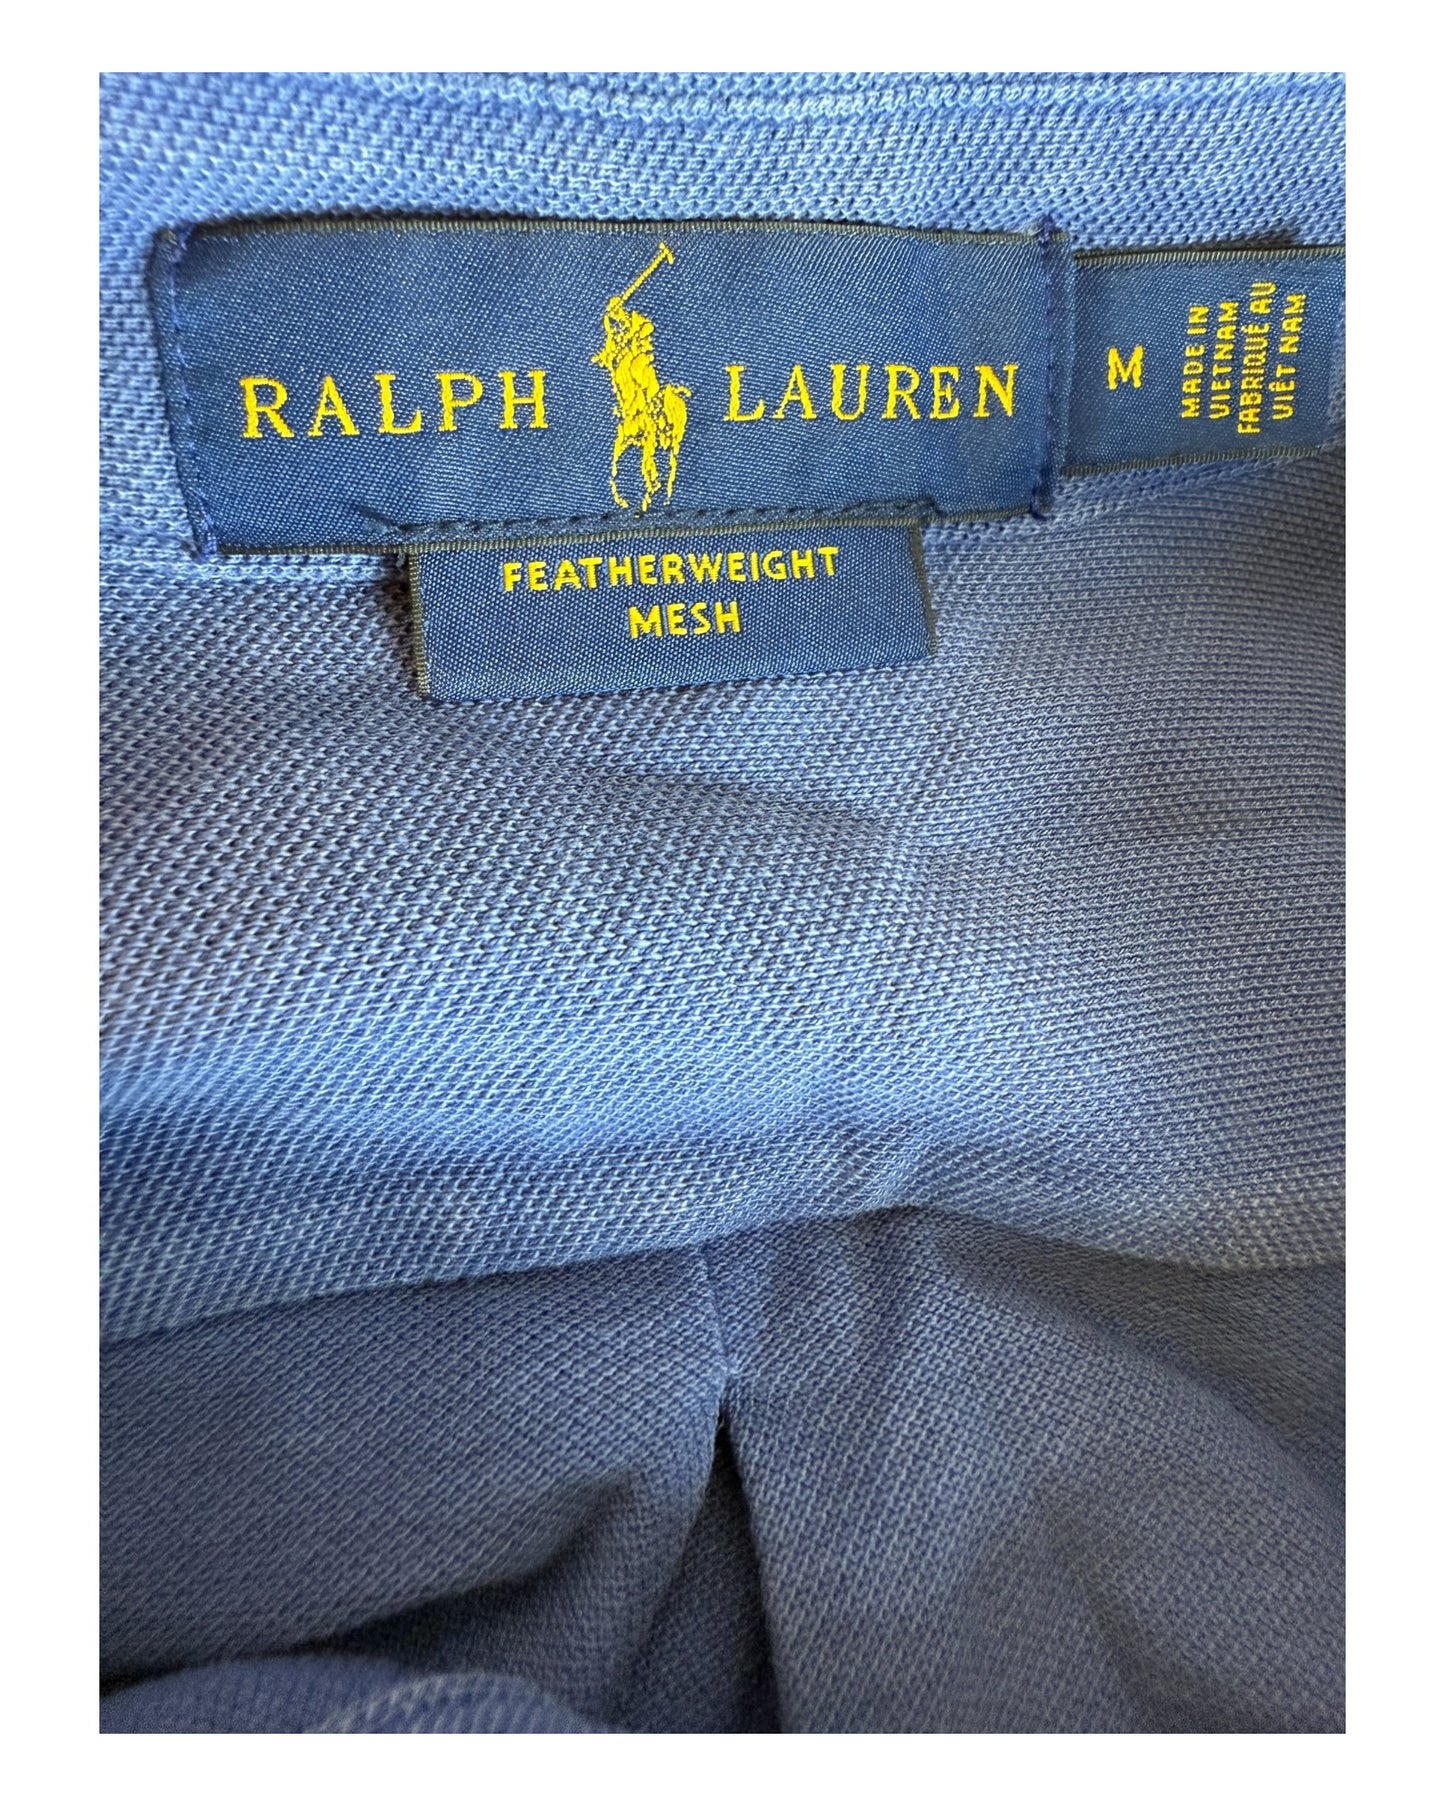 RALPH LAUREN
M
MADE IN
VIETNAM
FABRIQUÉ AU
VIÊT NAM
FEATHERWEIGHT
MESH